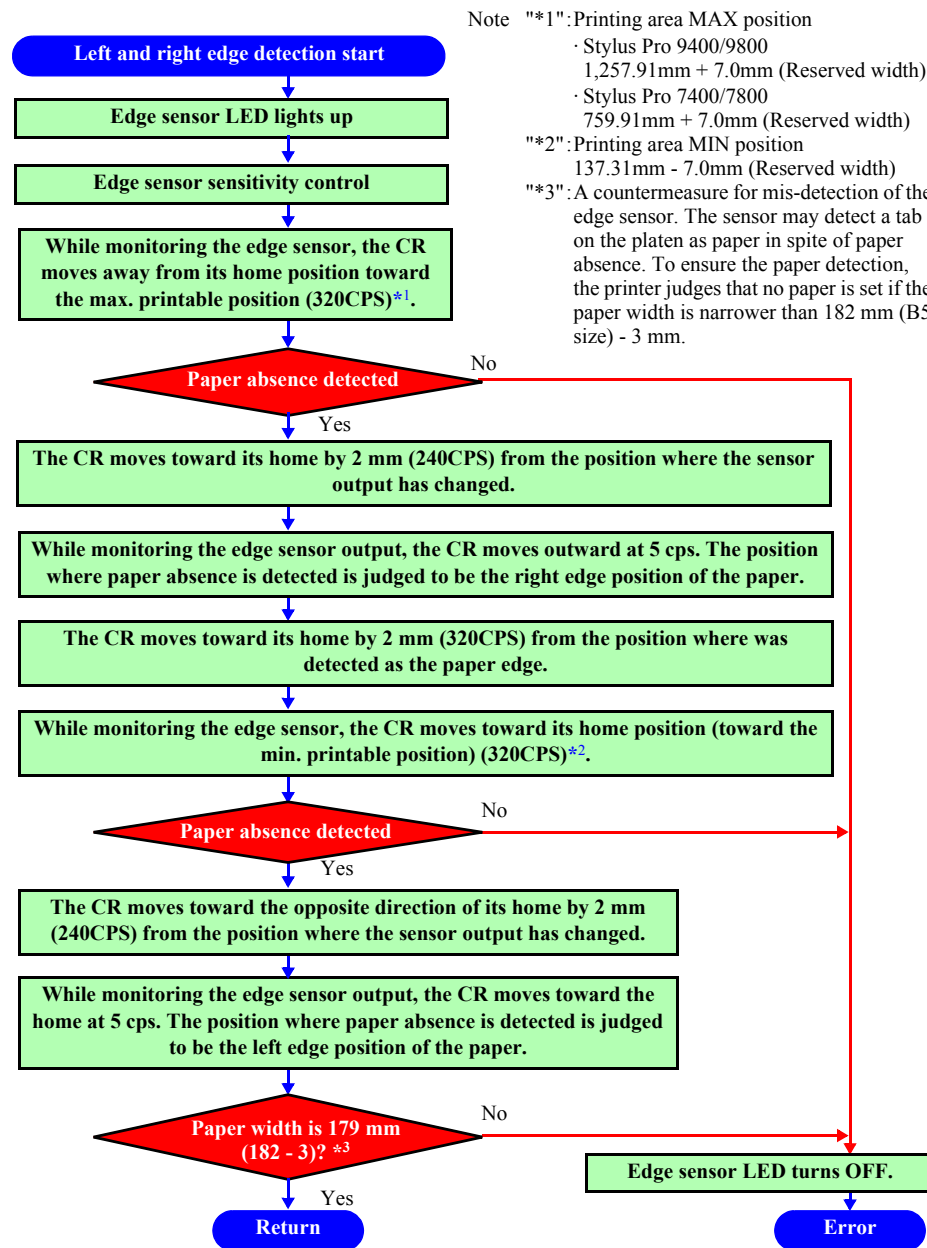 Note "*1": Printing area MAX position
· Stylus Pro 9400/9800
1,257.91mm + 7.0mm (Reserved width)
· Stylus Pro 7400/7800
759.91mm + 7.0mm (Reserved width)
"*2": Printing area MIN position
137.31mm - 7.0mm (Reserved width)
"*3": A countermeasure for mis-detection of the
edge sensor. The sensor may detect a tab
on the platen as paper in spite of paper
absence. To ensure the paper detection,
the printer judges that no paper is set if the
paper width is narrower than 182 mm (B5
size) - 3 mm.
Left and right edge detection start
Edge sensor LED lights up
Edge sensor sensitivity control
While monitoring the edge sensor, the CR
moves away from its home position toward
the max. printable position (320CPS)*1.
Paper absence detected
No
Yes
The CR moves toward its home by 2 mm (240CPS) from the position where the sensor
output has changed.
While monitoring the edge sensor output, the CR moves outward at 5 cps. The position
where paper absence is detected is judged to be the right edge position of the paper.
The CR moves toward its home by 2 mm (320CPS) from the position where was
detected as the paper edge.
While monitoring the edge sensor, the CR moves toward its home position (toward the
min. printable position) (320CPS)*2.
Paper absence detected
No
Yes
The CR moves toward the opposite direction of its home by 2 mm
(240CPS) from the position where the sensor output has changed.
While monitoring the edge sensor output, the CR moves toward the
home at 5 cps. The position where paper absence is detected is judged
to be the left edge position of the paper.
Paper width is 179 mm
(182 - 3)? *3
No
Yes
Edge sensor LED turns OFF.
Return
Error